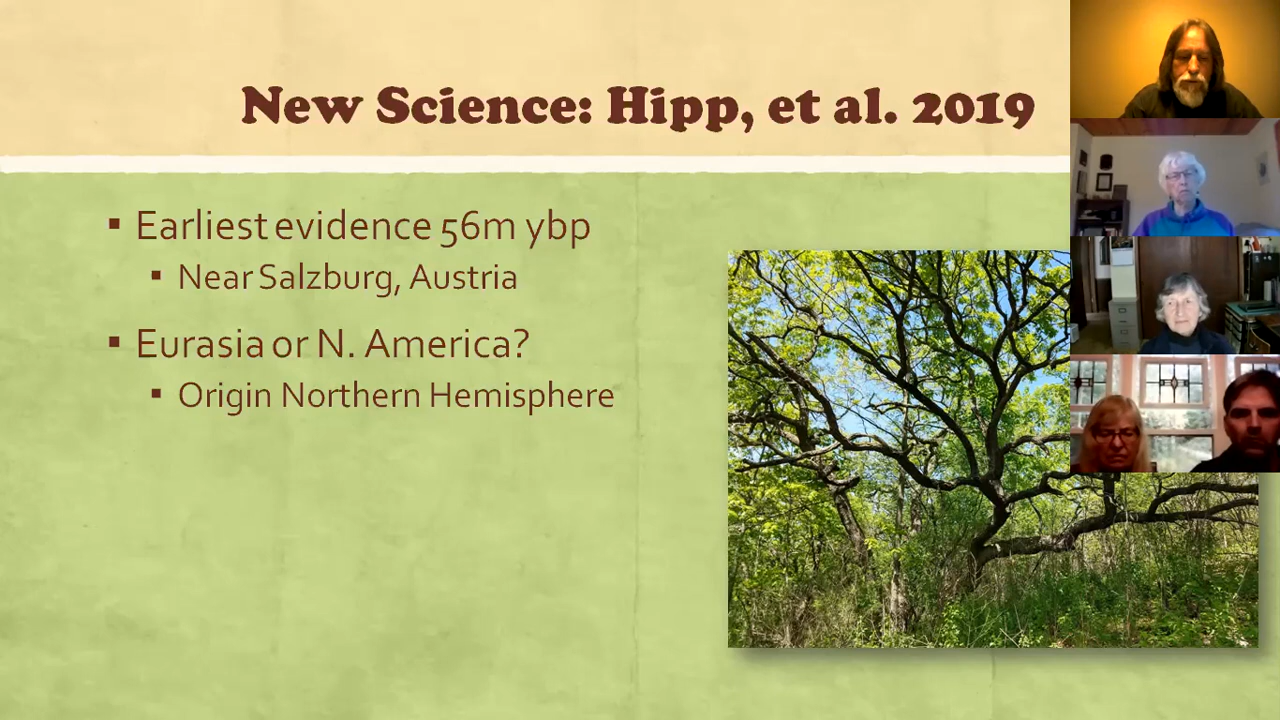 New Science: Hipp, et al. 2019
▪ Earliest evidence 56m ybp
▪ Near Salzburg, Austria
▪ Eurasia or N. America?
▪ Origin Northern Hemisphere